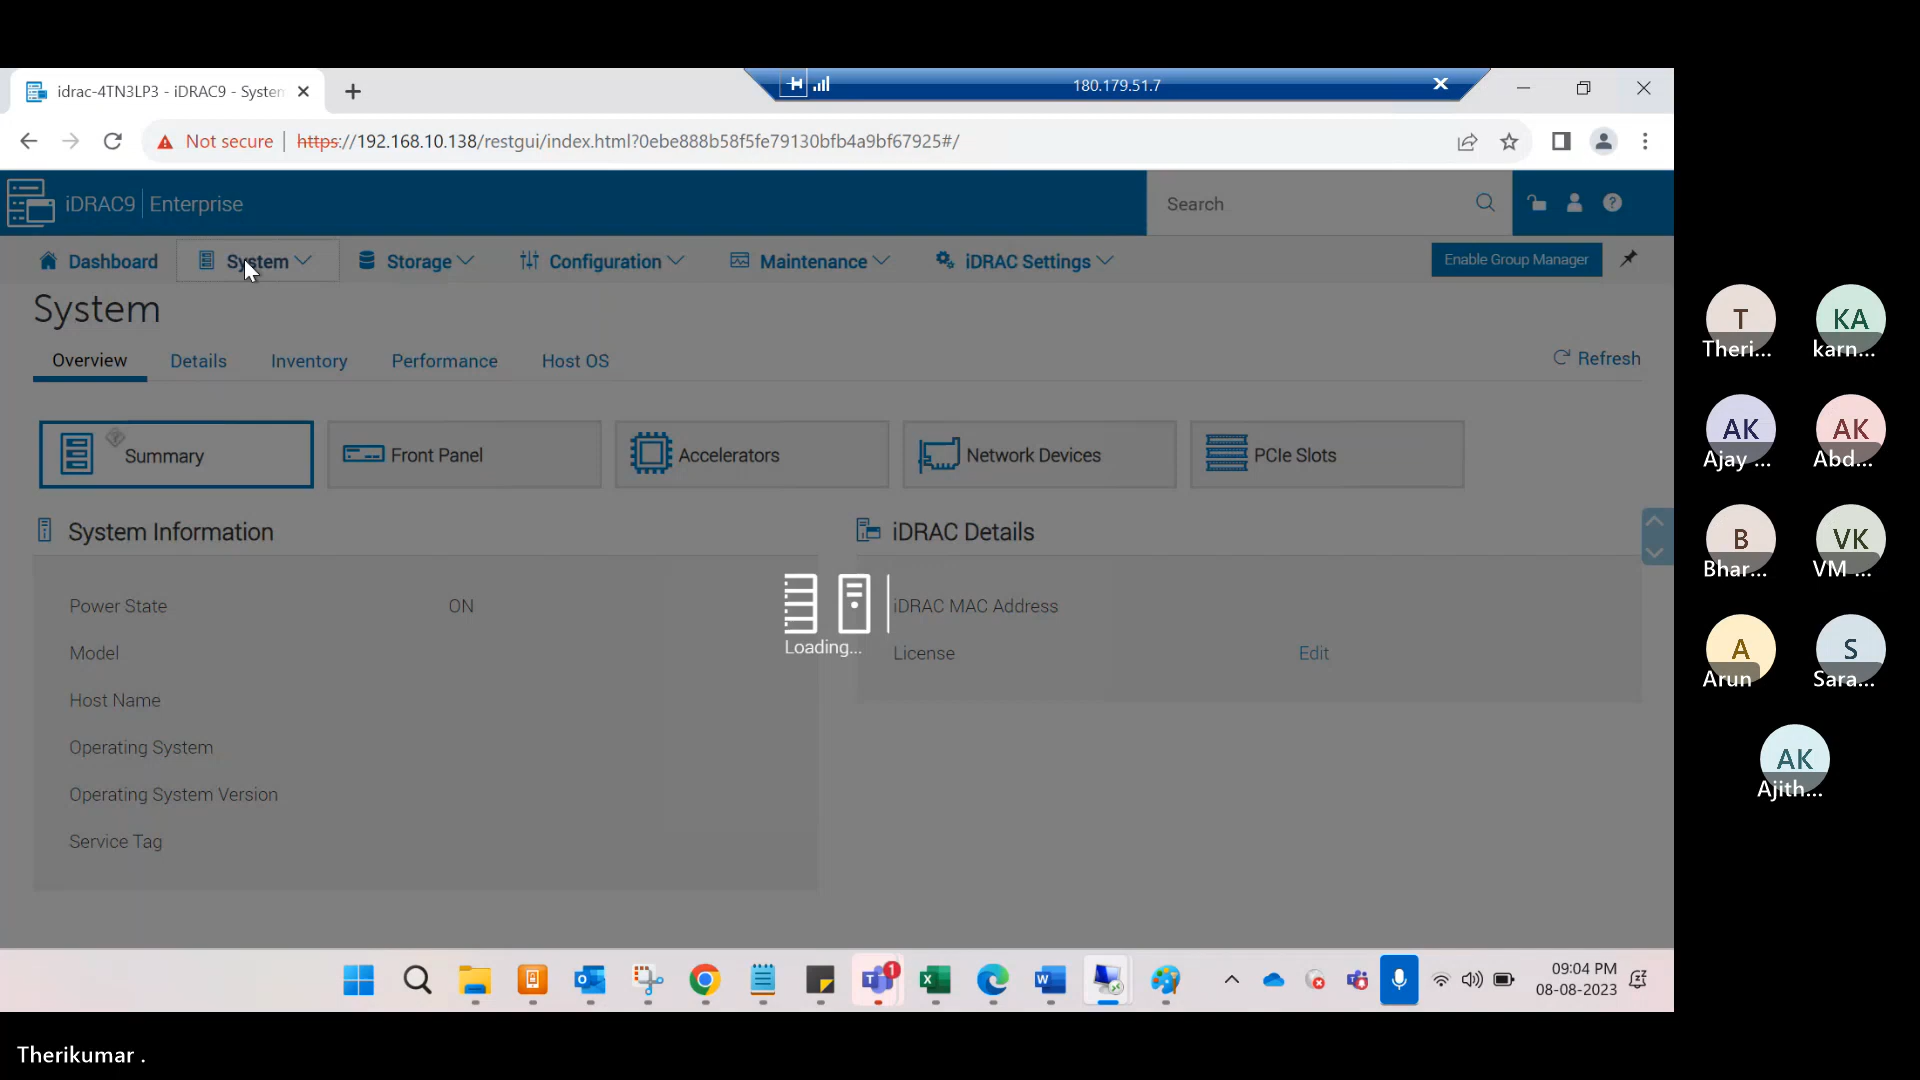 idrac-4TN3LP3 - iDRAC9 - System
180.179.51.7
Not secure
https://192.168.10.138/restgui/index.html?0ebe888b58f5fe79130bfb4a9bf67925#/
iDRAC9 | Enterprise
Search
Dashboard
System
Storage
Configuration
Maintenance
iDRAC Settings
Enable Group Manager
System
Overview
Details
Inventory
Performance
Host OS
Refresh
Summary
Front Panel
Accelerators
Network Devices
PCIe Slots
System Information
Power State ON
Model
Host Name
Operating System
Operating System Version
Service Tag
iDRAC Details
iDRAC MAC Address
License Edit
Loading...
T
Theri...
KA
karn...
AK
Ajay ...
AK
Abd...
B
Bhar...
VK
VM ...
A
Arun
S
Sara...
AK
Ajith...
1
09:04 PM
08-08-2023
Therikumar .